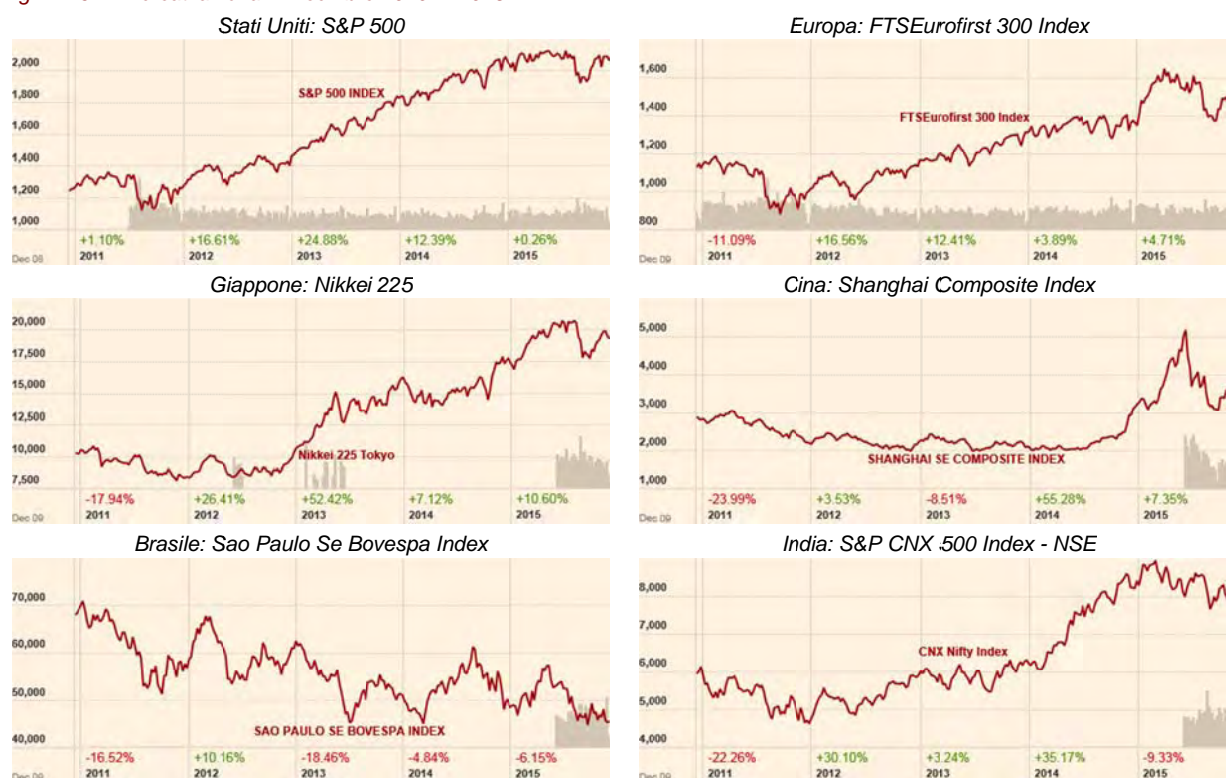 Stati Uniti: S&P 500
2,000
1,800
1,600
1,400
1,200
1,000
S&P 500 INDEX
+1.10% +16.61% +24.88% +12.39% +0.26%
Dec 08 2011 2012 2013 2014 2015
Europa: FTSEurofirst 300 Index
1,600
1,400
1,200
1,000
800
FTSEurofirst 300 Index
-11.09% +16.56% +12.41% +3.89% +4.71%
Dec 09 2011 2012 2013 2014 2015
Giappone: Nikkei 225
20,000
17,500
15,000
12,500
10,000
7,500
Nikkei 225 Tokyo
-17.94% +26.41% +52.42% +7.12% +10.60%
Dec 09 2011 2012 2013 2014 2015
Cina: Shanghai Composite Index
5,000
4,000
3,000
2,000
1,000
SHANGHAI SE COMPOSITE INDEX
-23.99% +3.53% -8.51% +55.28% +7.35%
Dec 09 2011 2012 2013 2014 2015
Brasile: Sao Paulo Se Bovespa Index
70,000
60,000
50,000
40,000
SAO PAULO SE BOVESPA INDEX
-16.52% +10.16% -18.46% -4.84% -6.15%
2011 2012 2013 2014 2015
India: S&P CNX 500 Index - NSE
8,000
7,000
6,000
5,000
4,000
CNX Nifty Index
-22.26% +30.10% +3.24% +35.17% -9.33%
2011 2012 2013 2014 2015